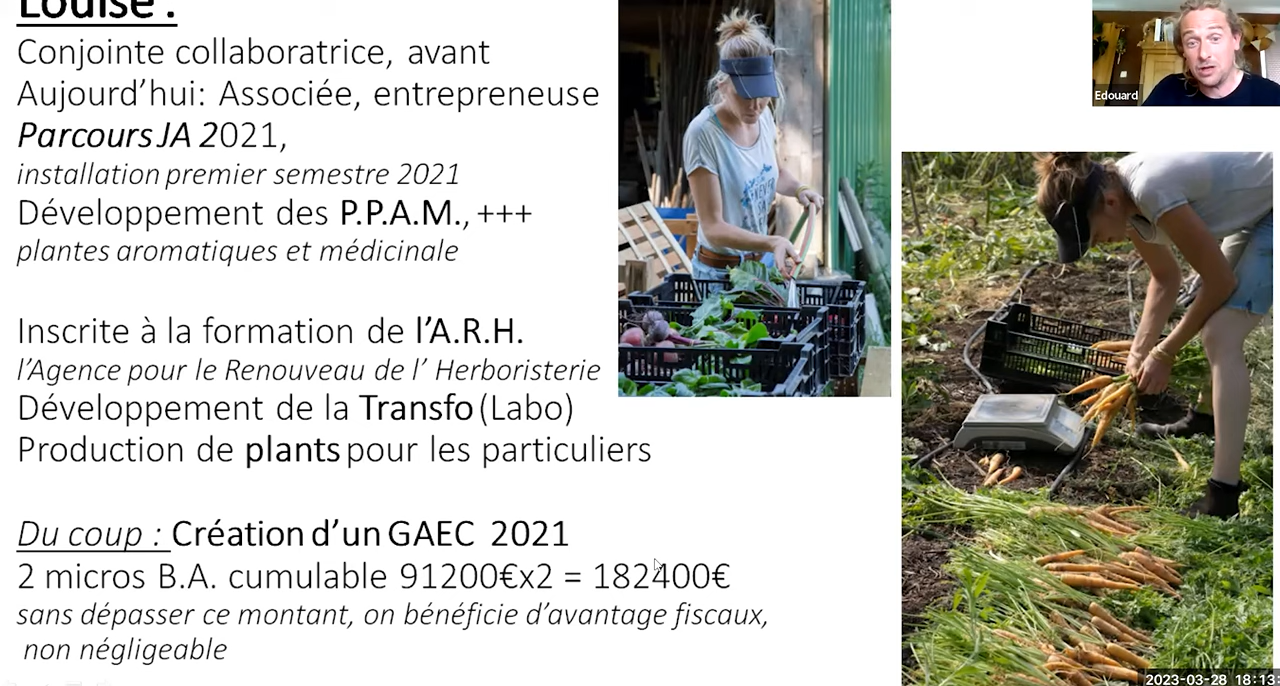 Louise :
Conjointe collaboratrice, avant
Aujourd’hui: Associée, entrepreneuse
Parcours JA 2021,
installation premier semestre 2021
Développement des P.P.A.M., +++
plantes aromatiques et médicinale
Inscrite à la formation de l’A.R.H.
l’Agence pour le Renouveau de l’ Herboristerie
Développement de la Transfo (Labo)
Production de plants pour les particuliers
Du coup : Création d’un GAEC 2021
2 micros B.A. cumulable 91200€x2 = 182400€
sans dépasser ce montant, on bénéficie d’avantage fiscaux,
non négligeable
Edouard
2023-03-28 18:13: